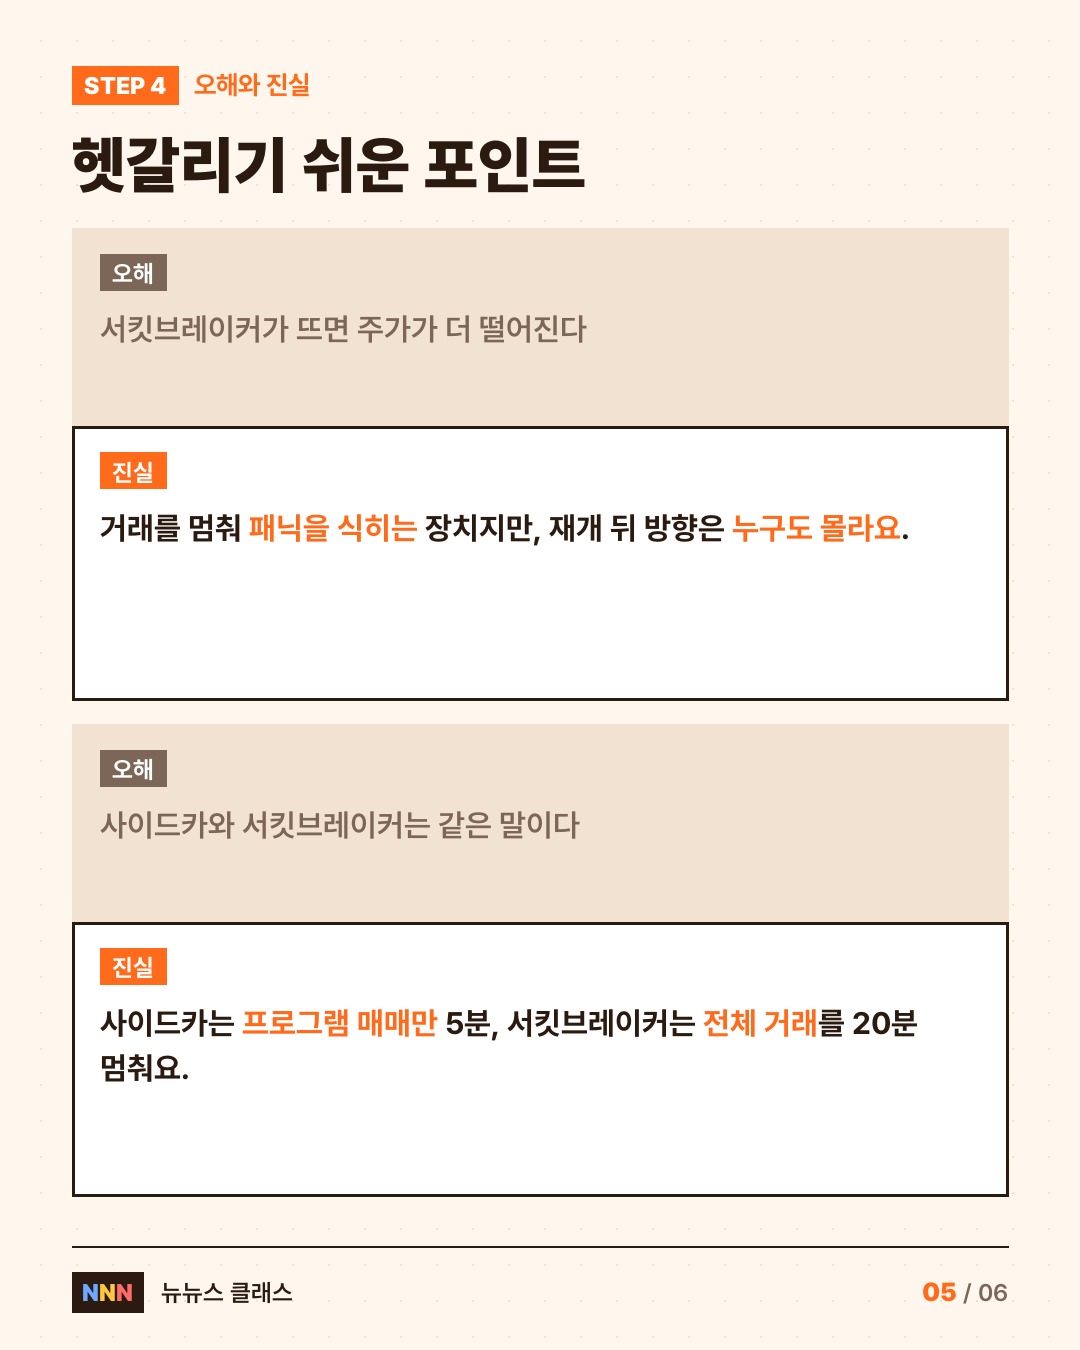 STEP 4 오해와 진실
헷갈리기 쉬운 포인트
오해
서킷브레이커가 뜨면 주가가 더 떨어진다
진실
거래를 멈춰 패닉을 식히는 장치지만, 재개 뒤 방향은 누구도 몰라요.
오해
사이드카와 서킷브레이커는 같은 말이다
진실
사이드카는 프로그램 매매만 5분, 서킷브레이커는 전체 거래를 20분
멈춰요.
NNN 뉴뉴스 클래스
05 / 06